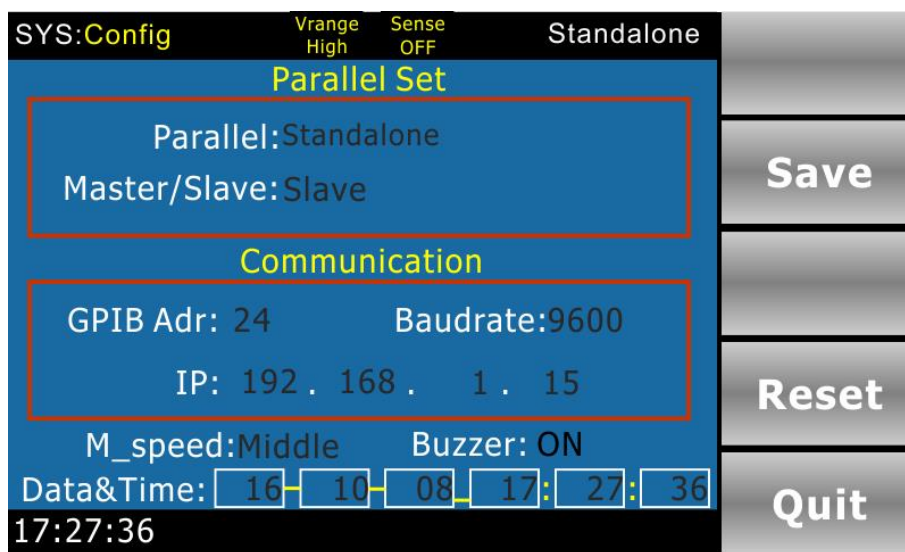 SYS:Config
Vrange High
Sense OFF
Standalone
Parallel Set
Parallel:Standalone
Master/Slave:Slave
Communication
GPIB Adr: 24
Baudrate:9600
IP: 192 . 168 . 1 . 15
M_speed:Middle
Buzzer: ON
Data&Time: 16-10-08_17:27:36
17:27:36
Save
Reset
Quit